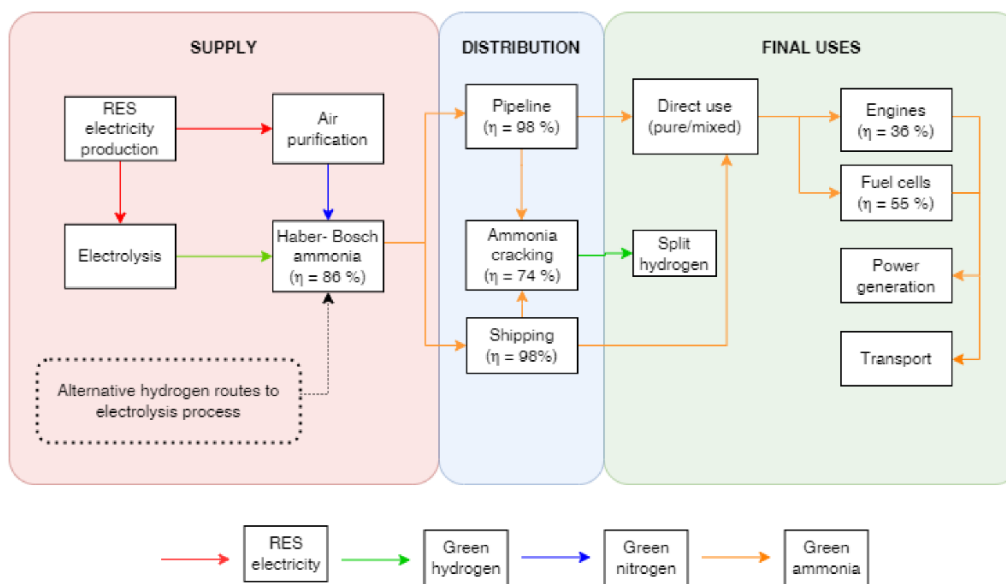 SUPPLY
DISTRIBUTION
FINAL USES
RES
electricity
production
Air
purification
Pipeline
(η = 98 %)
Direct use
(pure/mixed)
Engines
(η = 36 %)
Fuel cells
(η = 55 %)
Electrolysis
Haber- Bosch
ammonia
(η = 86 %)
Ammonia
cracking
(η = 74 %)
Split
hydrogen
Power
generation
Shipping
(η = 98%)
Transport
Alternative hydrogen routes to
electrolysis process
RES
electricity
Green
hydrogen
Green
nitrogen
Green
ammonia